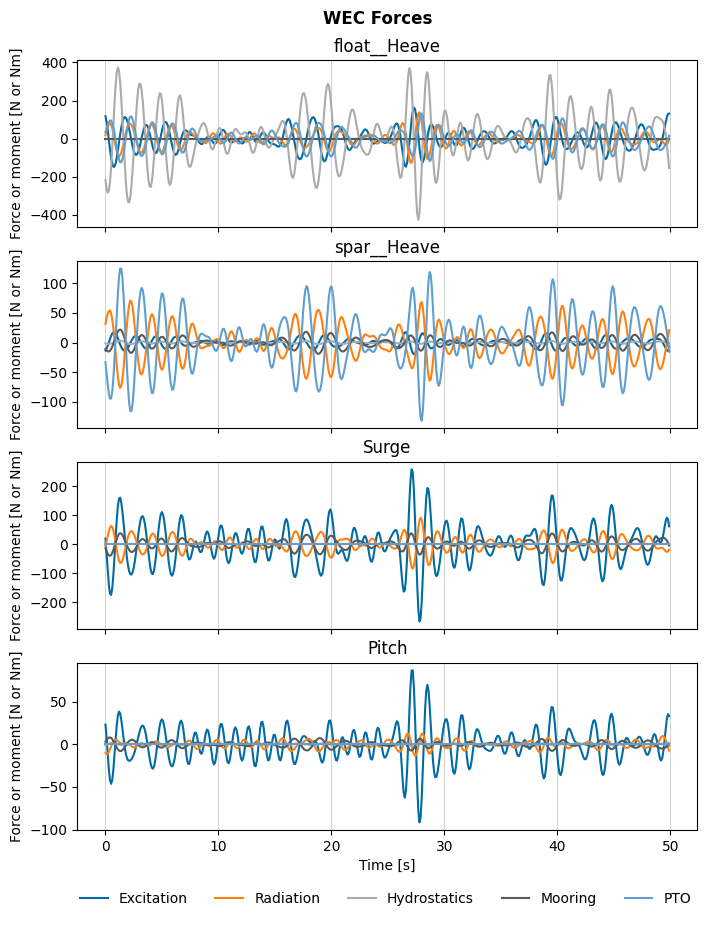 WEC Forces
float__Heave
Force or moment [N or Nm]
400
200
0
−200
−400
spar__Heave
Force or moment [N or Nm]
100
50
0
−50
−100
Surge
Force or moment [N or Nm]
200
100
0
−100
−200
Pitch
Force or moment [N or Nm]
50
0
−50
−100
0 10 20 30 40 50
Time [s]
Excitation Radiation Hydrostatics Mooring PTO